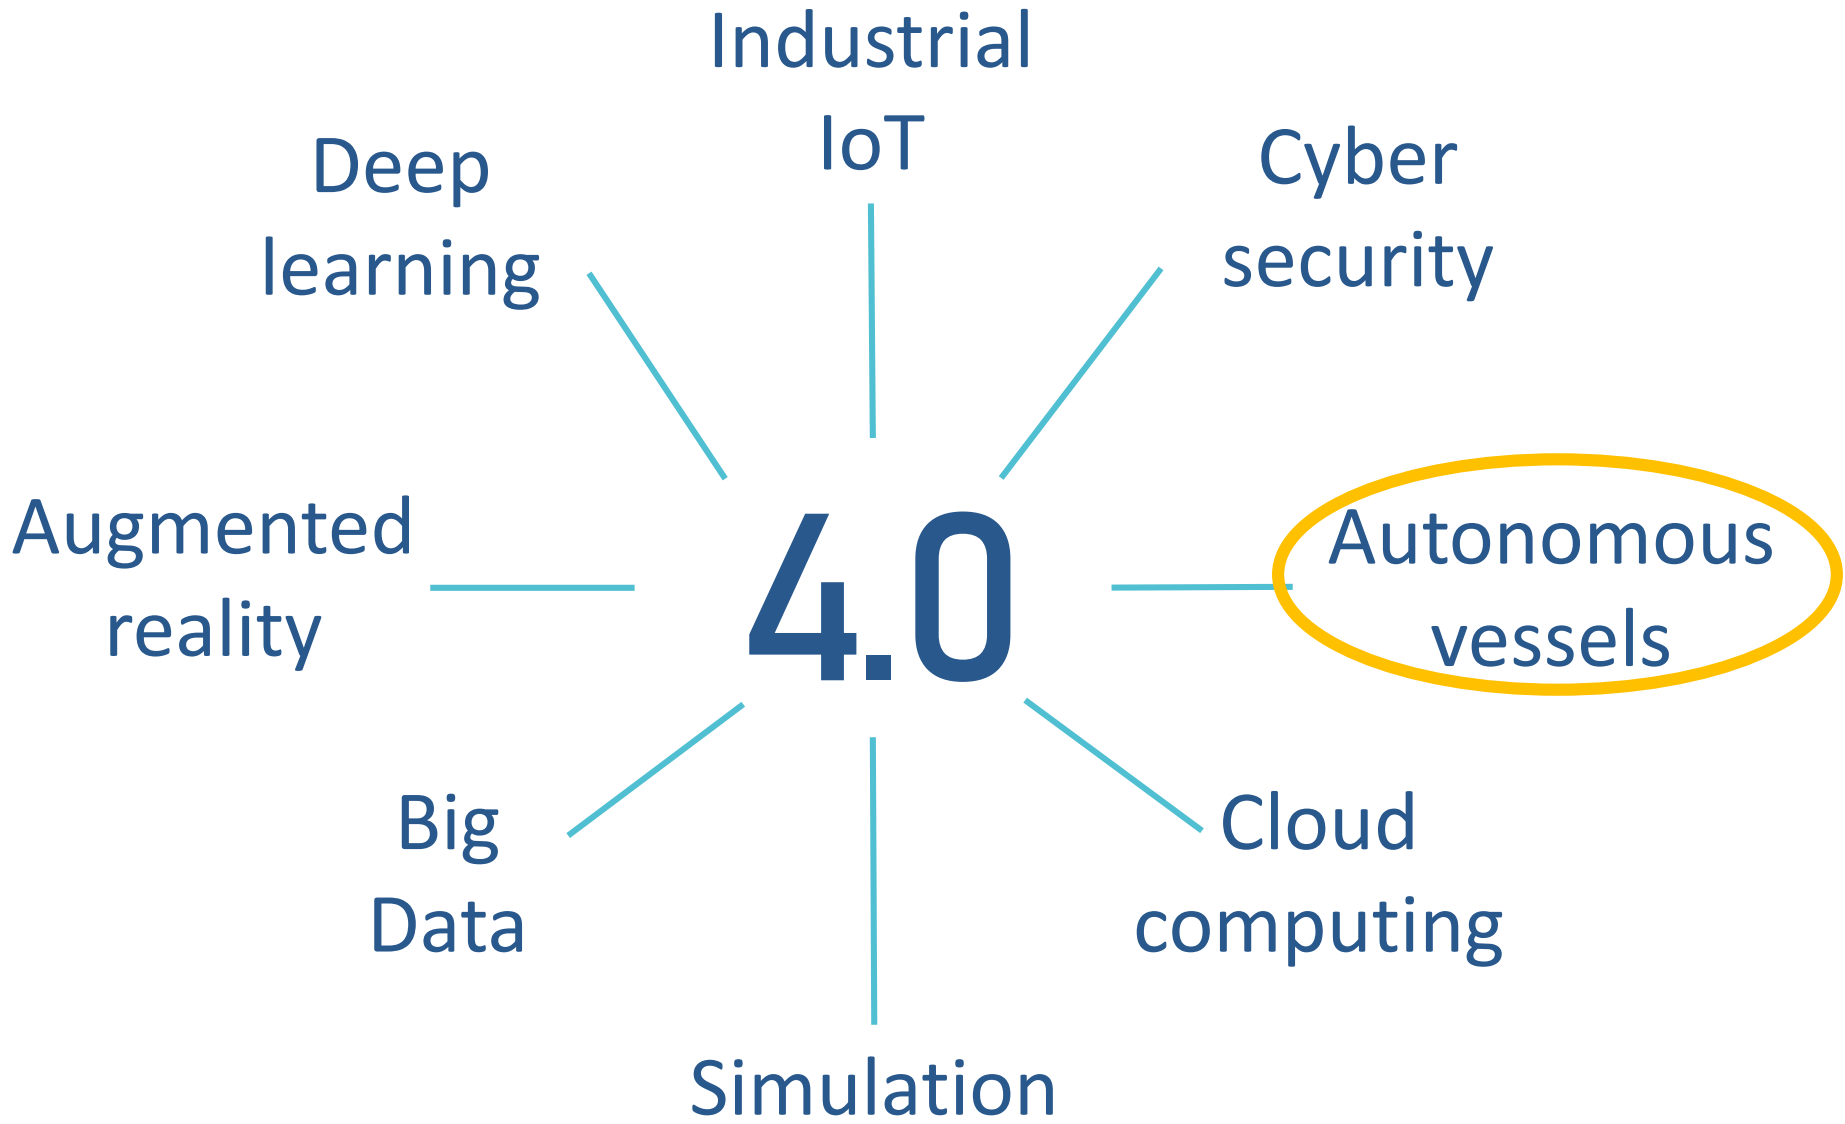 Industrial
IoT
Deep
learning
Cyber
security
Augmented
reality
4.0
Autonomous
vessels
Big
Data
Cloud
computing
Simulation